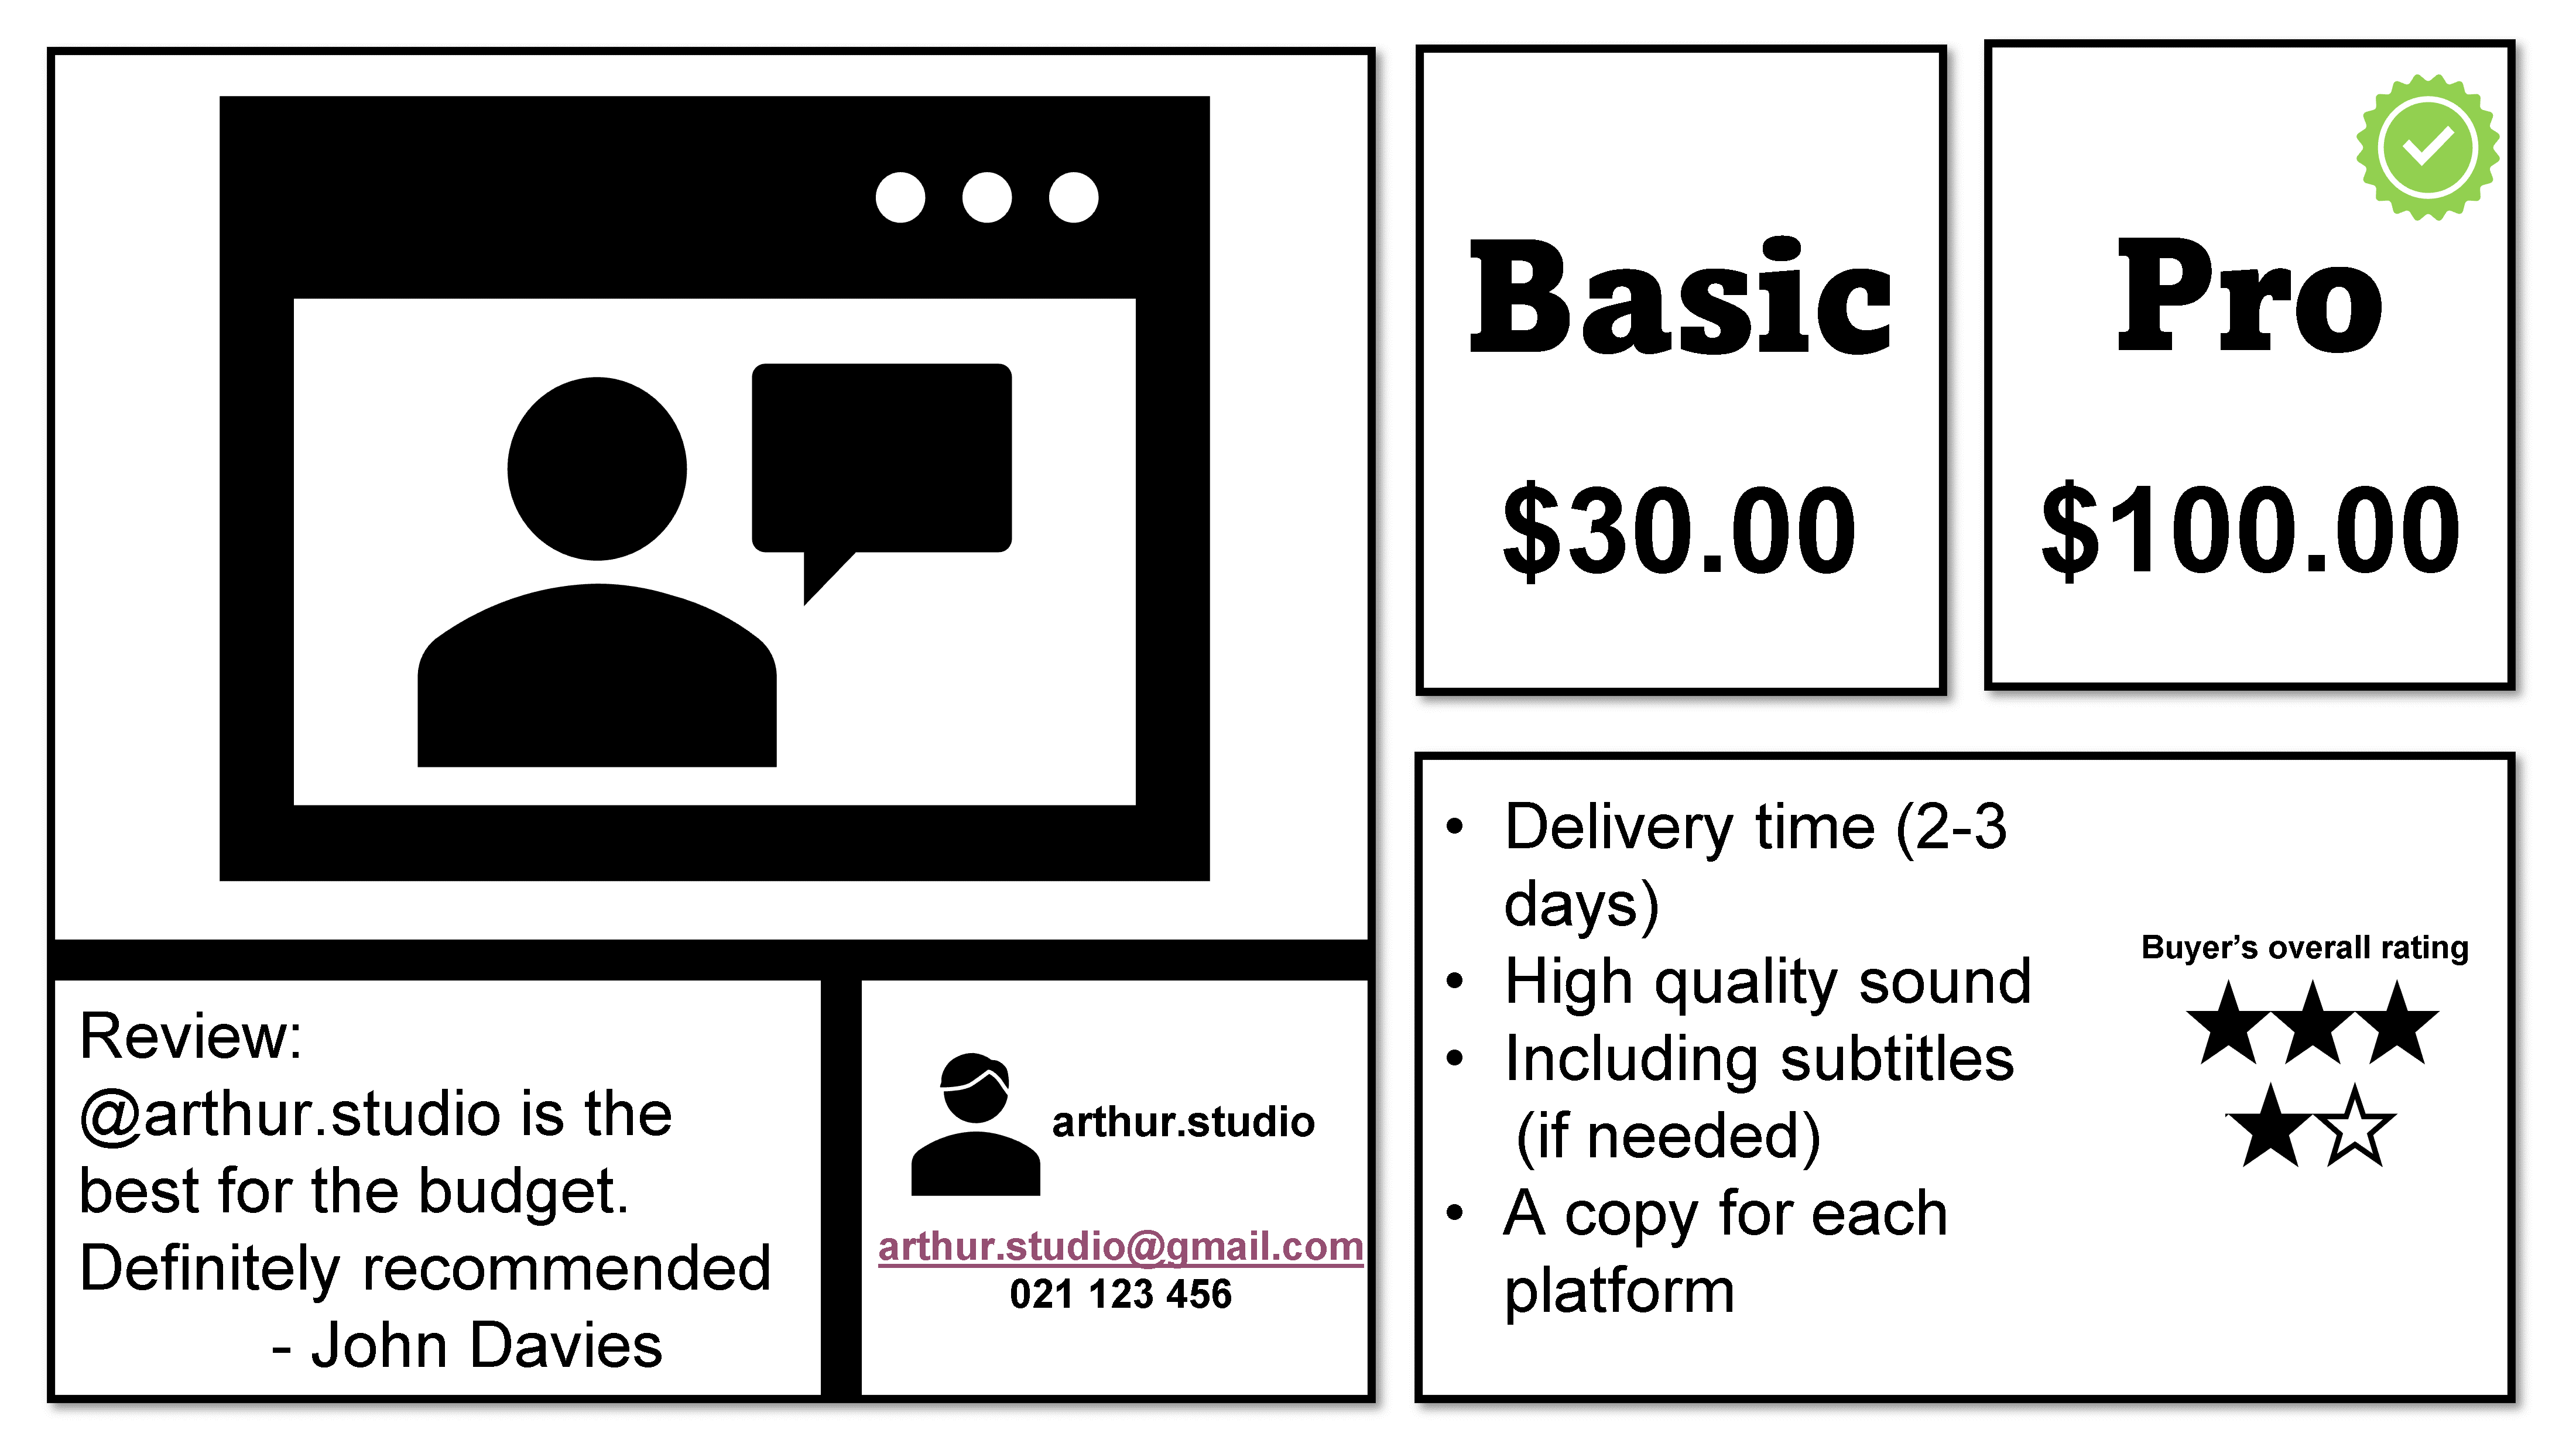 Basic
$30.00
Pro
$100.00
Review:
@arthur.studio is the
best for the budget.
Definitely recommended
- John Davies
arthur.studio
arthur.studio@gmail.com
021 123 456
• Delivery time (2-3
days)
• High quality sound
• Including subtitles
(if needed)
• A copy for each
platform
Buyer’s overall rating